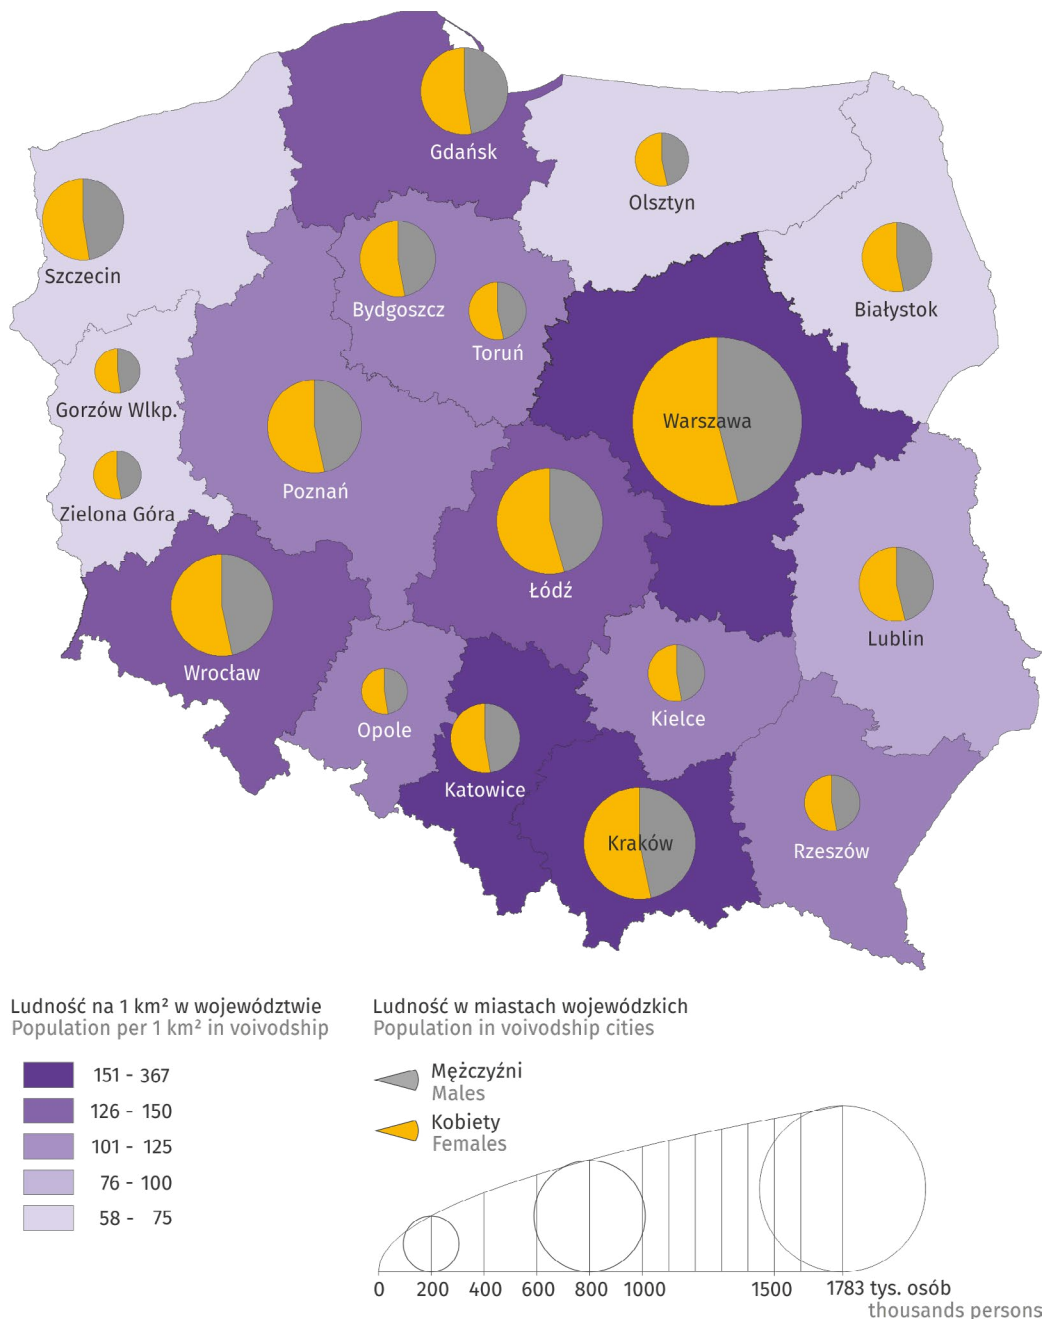 Gdańsk
Olsztyn
Szczecin
Białystok
Bydgoszcz
Toruń
Gorzów Wlkp.
Warszawa
Poznań
Zielona Góra
Łódź
Lublin
Wrocław
Kielce
Opole
Katowice
Kraków
Rzeszów
Ludność na 1 km² w województwie
Population per 1 km² in voivodship
151 - 367
126 - 150
101 - 125
76 - 100
58 - 75
Ludność w miastach wojewódzkich
Population in voivodship cities
Mężczyźni
Males
Kobiety
Females
0 200 400 600 800 1000 1500 1783 tys. osób
thousands persons